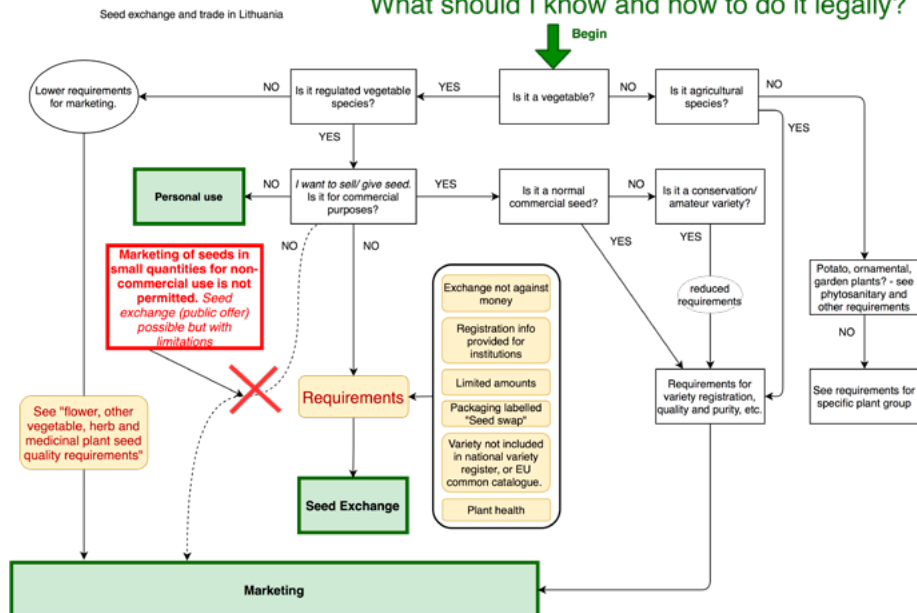 Seed exchange and trade in Lithuania
What should I know and how to do it legally?
Begin
Lower requirements
for marketing.
NO
Is it regulated vegetable
species?
YES
Is it a vegetable?
NO
Is it agricultural
species?
NO
YES
YES
Personal use
NO
I want to sell/ give seed.
Is it for commercial
purposes?
YES
Is it a normal
commercial seed?
NO
Is it a conservation/
amateur variety?
NO
NO
YES
YES
Marketing of seeds in
small quantities for non-
commercial use is not
permitted. Seed
exchange (public offer)
possible but with
limitations
Exchange not against
money
Registration info
provided for
institutions
Limited amounts
Packaging labelled
"Seed swap"
Variety not included
in national variety
register, or EU
common catalogue.
Plant health
reduced
requirements
Potato, ornamental,
garden plants? - see
phytosanitary and
other requirements
NO
Requirements
Requirements for
variety registration,
quality and purity, etc.
See requirements for
specific plant group
See "flower, other
vegetable, herb and
medicinal plant seed
quality requirements"
Seed Exchange
Marketing